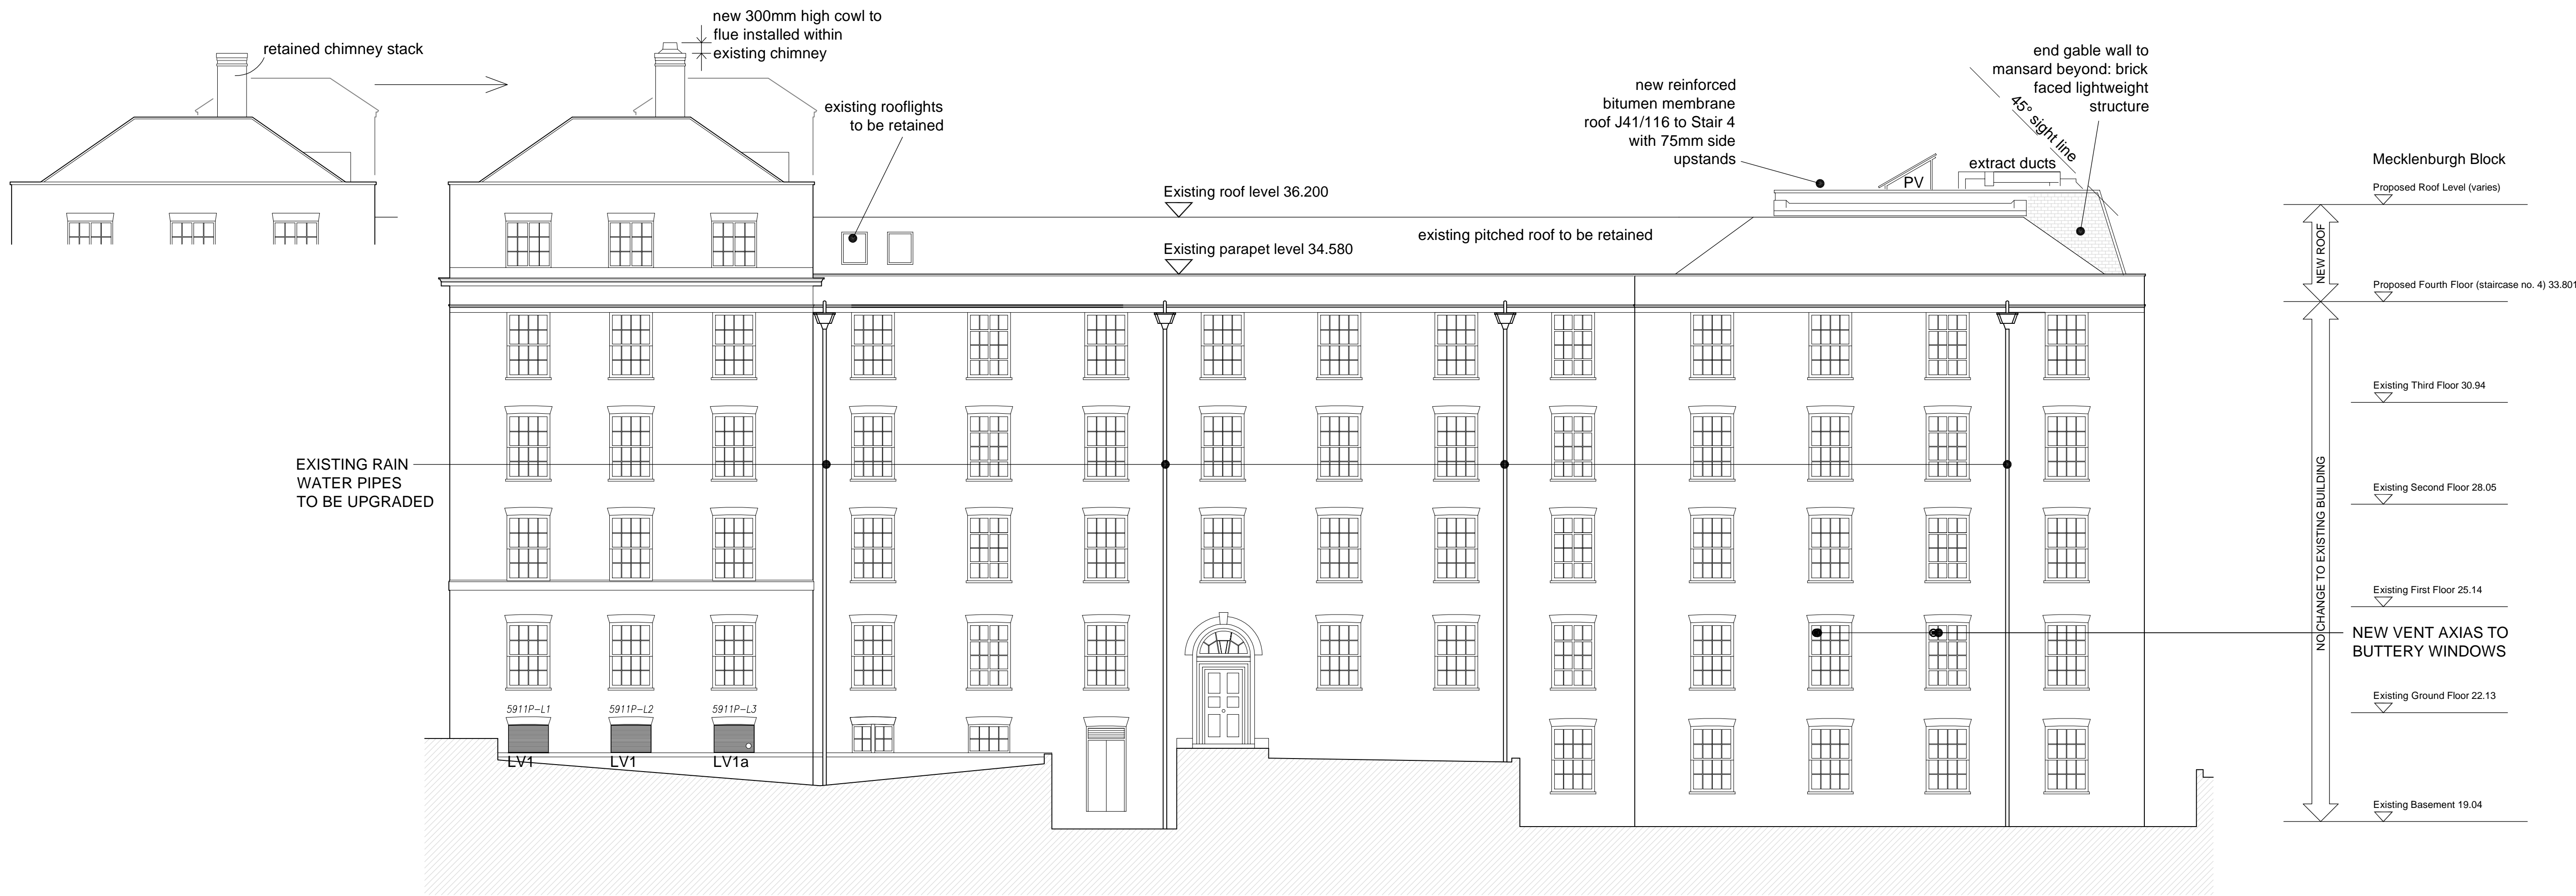 retained chimney stack
new 300mm high cowl to
flue installed within
existing chimney
existing rooflights
to be retained
new reinforced
bitumen membrane
roof J41/116 to Stair 4
with 75mm side
upstands
end gable wall to
mansard beyond: brick
faced lightweight
structure
45° sight line
extract ducts
PV
Existing roof level 36.200
existing pitched roof to be retained
Existing parapet level 34.580
Mecklenburgh Block
Proposed Roof Level (varies)
NEW ROOF
Proposed Fourth Floor (staircase no. 4) 33.801
Existing Third Floor 30.94
EXISTING RAIN
WATER PIPES
TO BE UPGRADED
Existing Second Floor 28.05
NO CHANGE TO EXISTING BUILDING
Existing First Floor 25.14
NEW VENT AXIAS TO
BUTTERY WINDOWS
Existing Ground Floor 22.13
5911P-L1
5911P-L2
5911P-L3
LV1
LV1
LV1a
Existing Basement 19.04